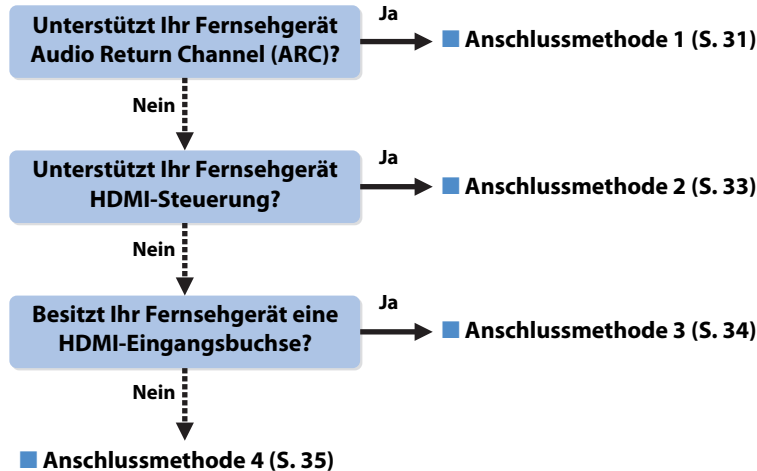 Unterstützt Ihr Fernsehgerät
Audio Return Channel (ARC)?
Ja
Anschlussmethode 1 (S. 31)
Nein
Unterstützt Ihr Fernsehgerät
HDMI-Steuerung?
Ja
Anschlussmethode 2 (S. 33)
Nein
Besitzt Ihr Fernsehgerät eine
HDMI-Eingangsbuchse?
Ja
Anschlussmethode 3 (S. 34)
Nein
Anschlussmethode 4 (S. 35)